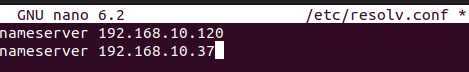 GNU nano 6.2 /etc/resolv.conf *
nameserver 192.168.10.120
nameserver 192.168.10.37